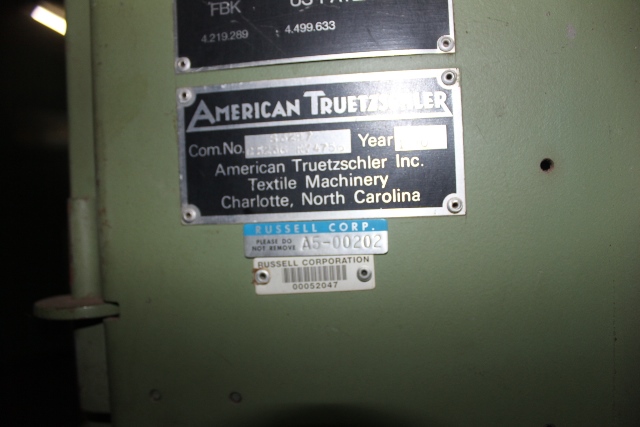 FBK
4.219.289 4.499.633
AMERICAN TRUETZSCHLER
Com.No. Year
American Truetzschler Inc.
Textile Machinery
Charlotte, North Carolina
RUSSELL CORP.
PLEASE DO NOT REMOVE A5-00202
RUSSELL CORPORATION
00052047